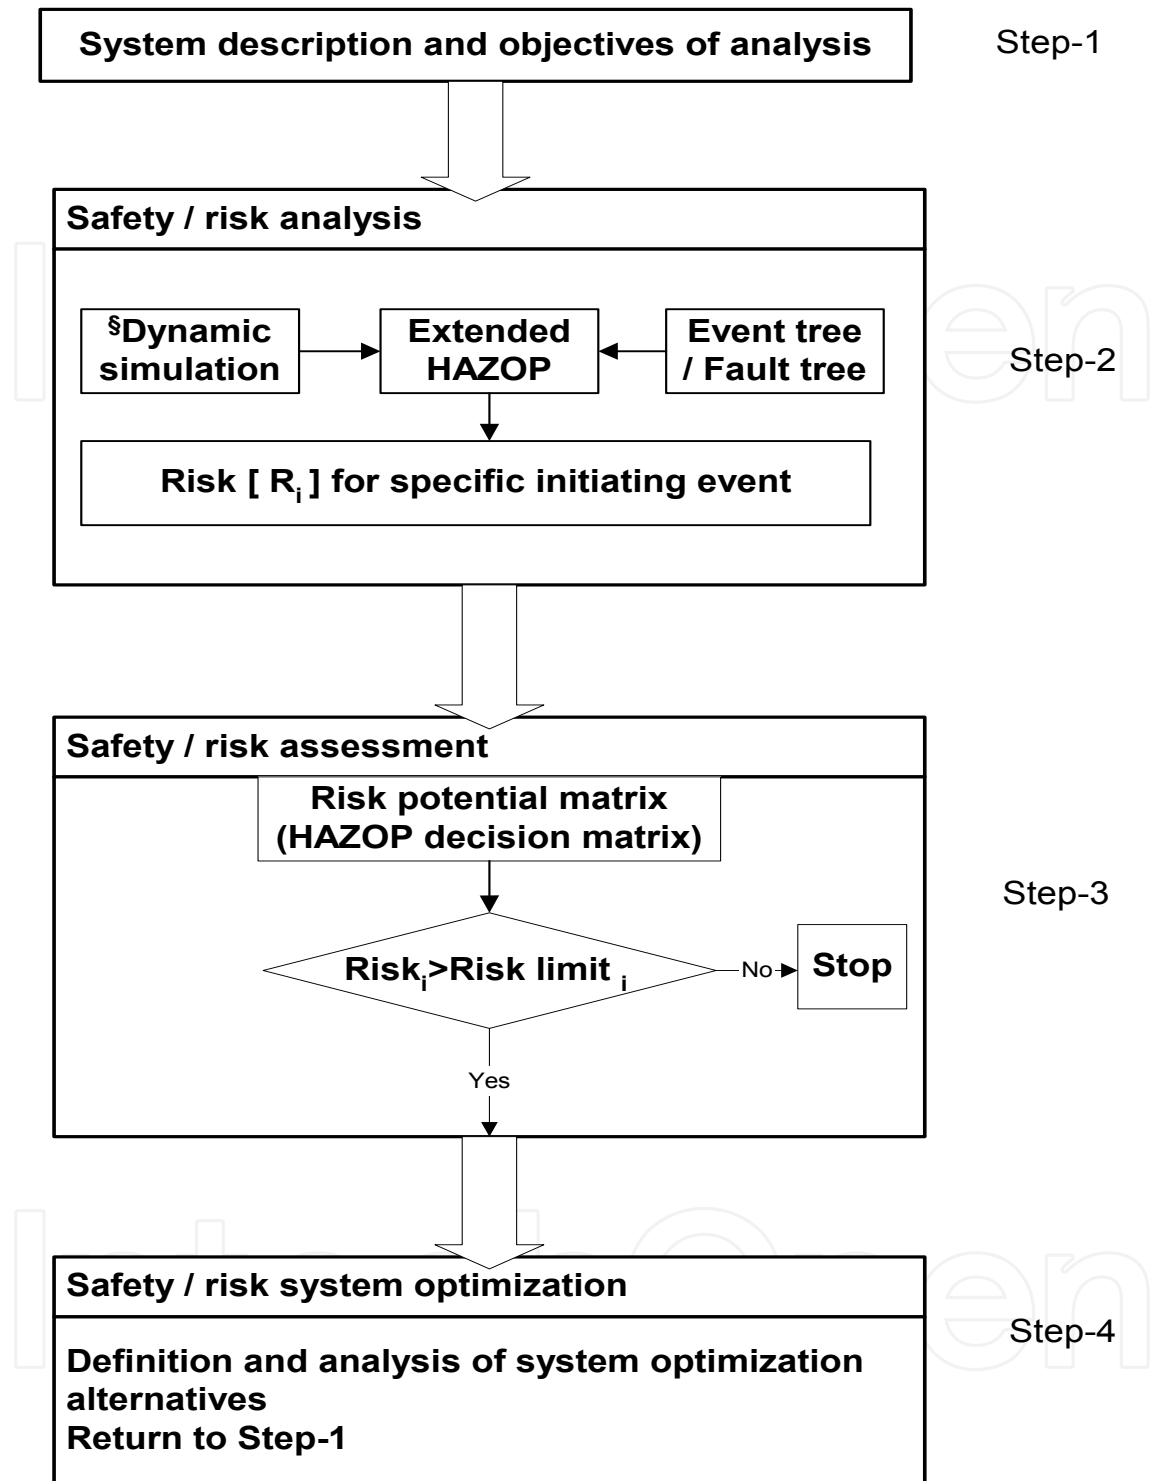 System description and objectives of analysis
Step-1
Safety / risk analysis
§Dynamic
simulation
Extended
HAZOP
Event tree
/ Fault tree
Step-2
Risk [ Ri ] for specific initiating event
Safety / risk assessment
Risk potential matrix
(HAZOP decision matrix)
Step-3
Riski>Risk limit i
No
Stop
Yes
Safety / risk system optimization
Step-4
Definition and analysis of system optimization
alternatives
Return to Step-1